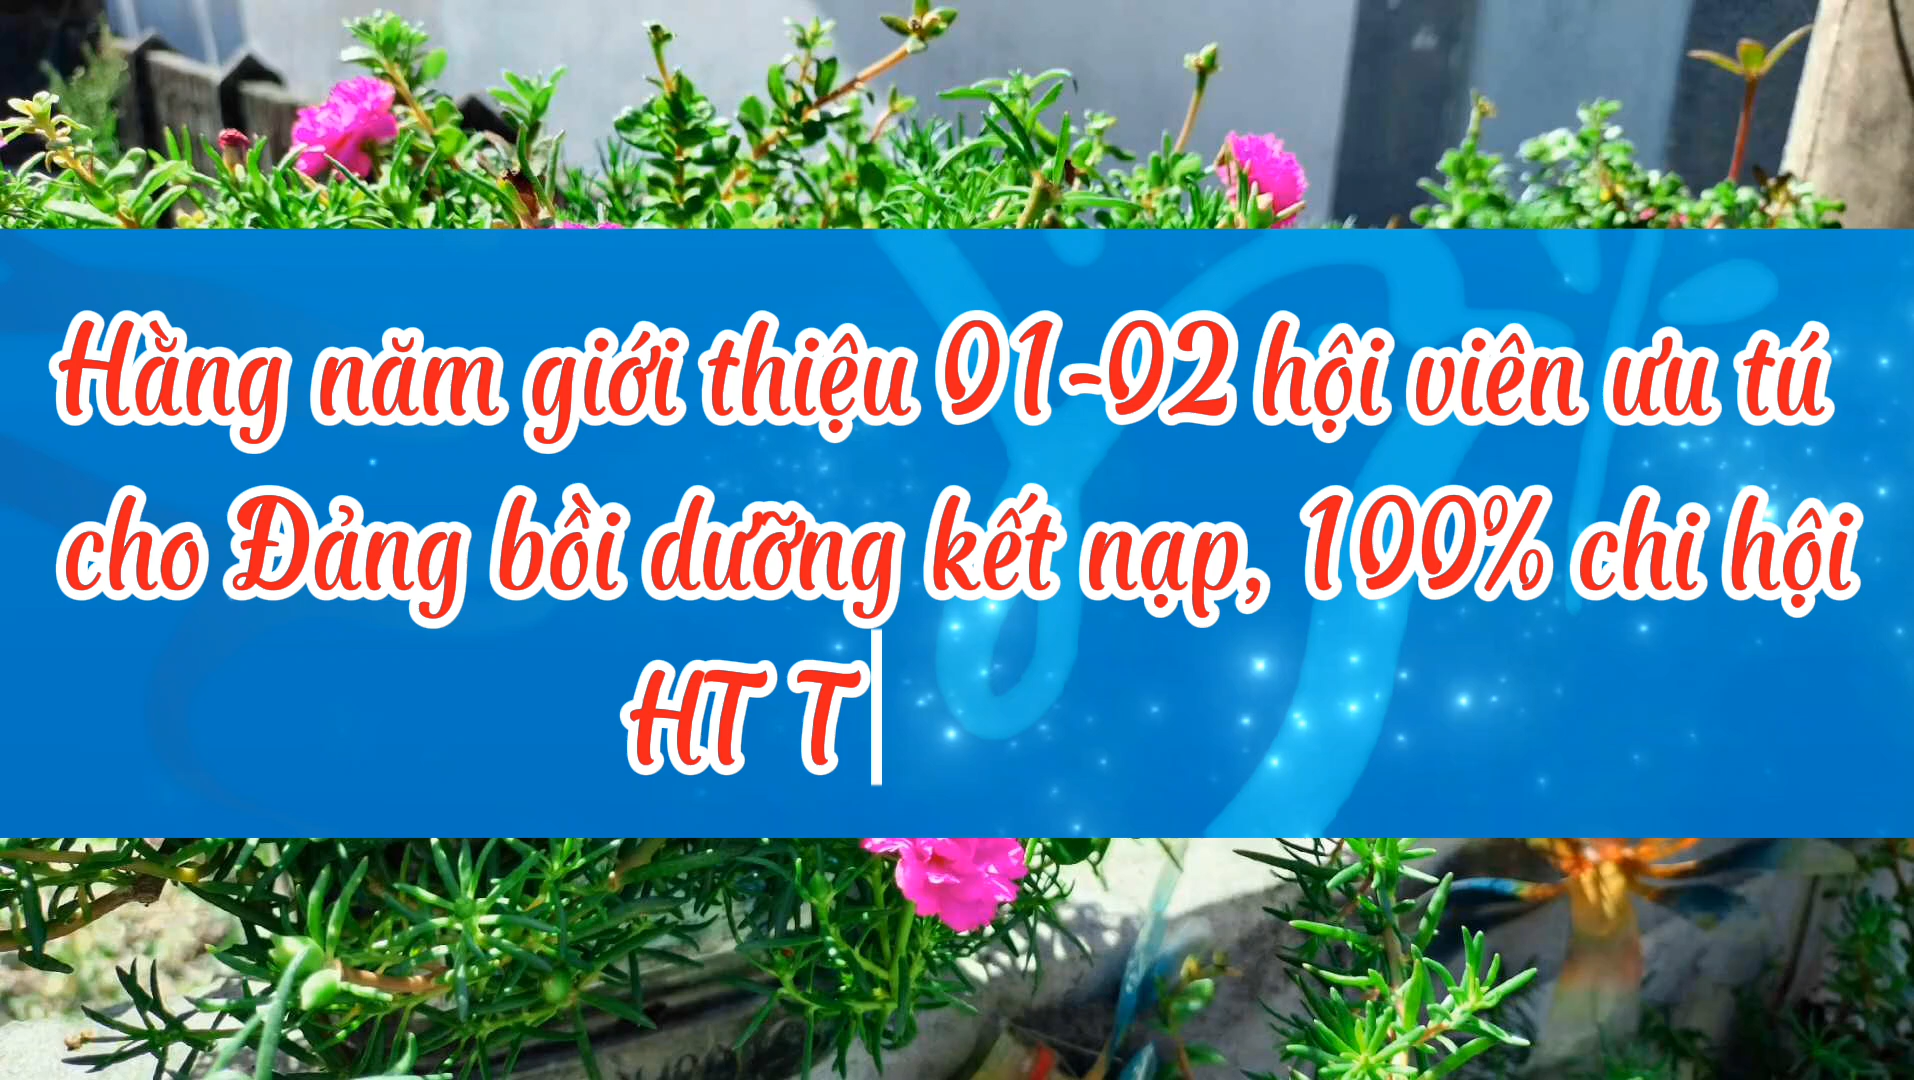 Hằng năm giới thiệu 01-02 hội viên ưu tú
cho Đảng bồi dưỡng kết nạp, 100% chi hội
HT T